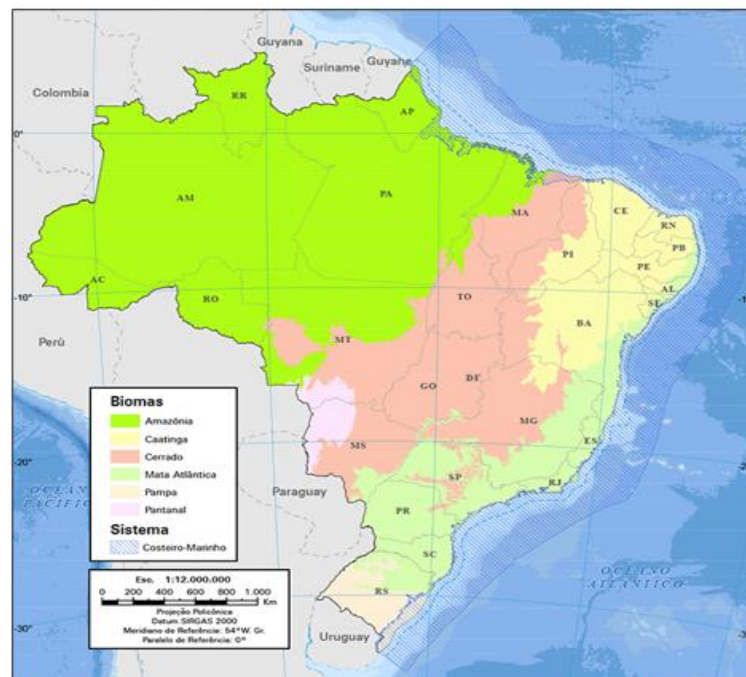 Guyana
Suriname
Guyane
Colombia
RR
AP
0°
AM
PA
MA
CE
RN
PB
PI
PE
AC
AL
-10°
RO
TO
SE
BA
MT
Perù
DF
GO
Biomas
Amazônia
MG
Caatinga
ES
Cerrado
MS
-20°
Mata Atlântica
SP
RJ
Paraguay
Pampa
Pantanal
PR
Sistema
Costeiro-Marinho
SC
OCEANO
ATLÂNTICO
Esc. 1:12.000.000
0 200 400 600 800 1.000
Km
RS
Projeção Policônica
Datum SIRGAS 2000
Meridiano de Referência: 54° W. Gr.
Paralelo de Referência: 0°
Uruguay
-30°